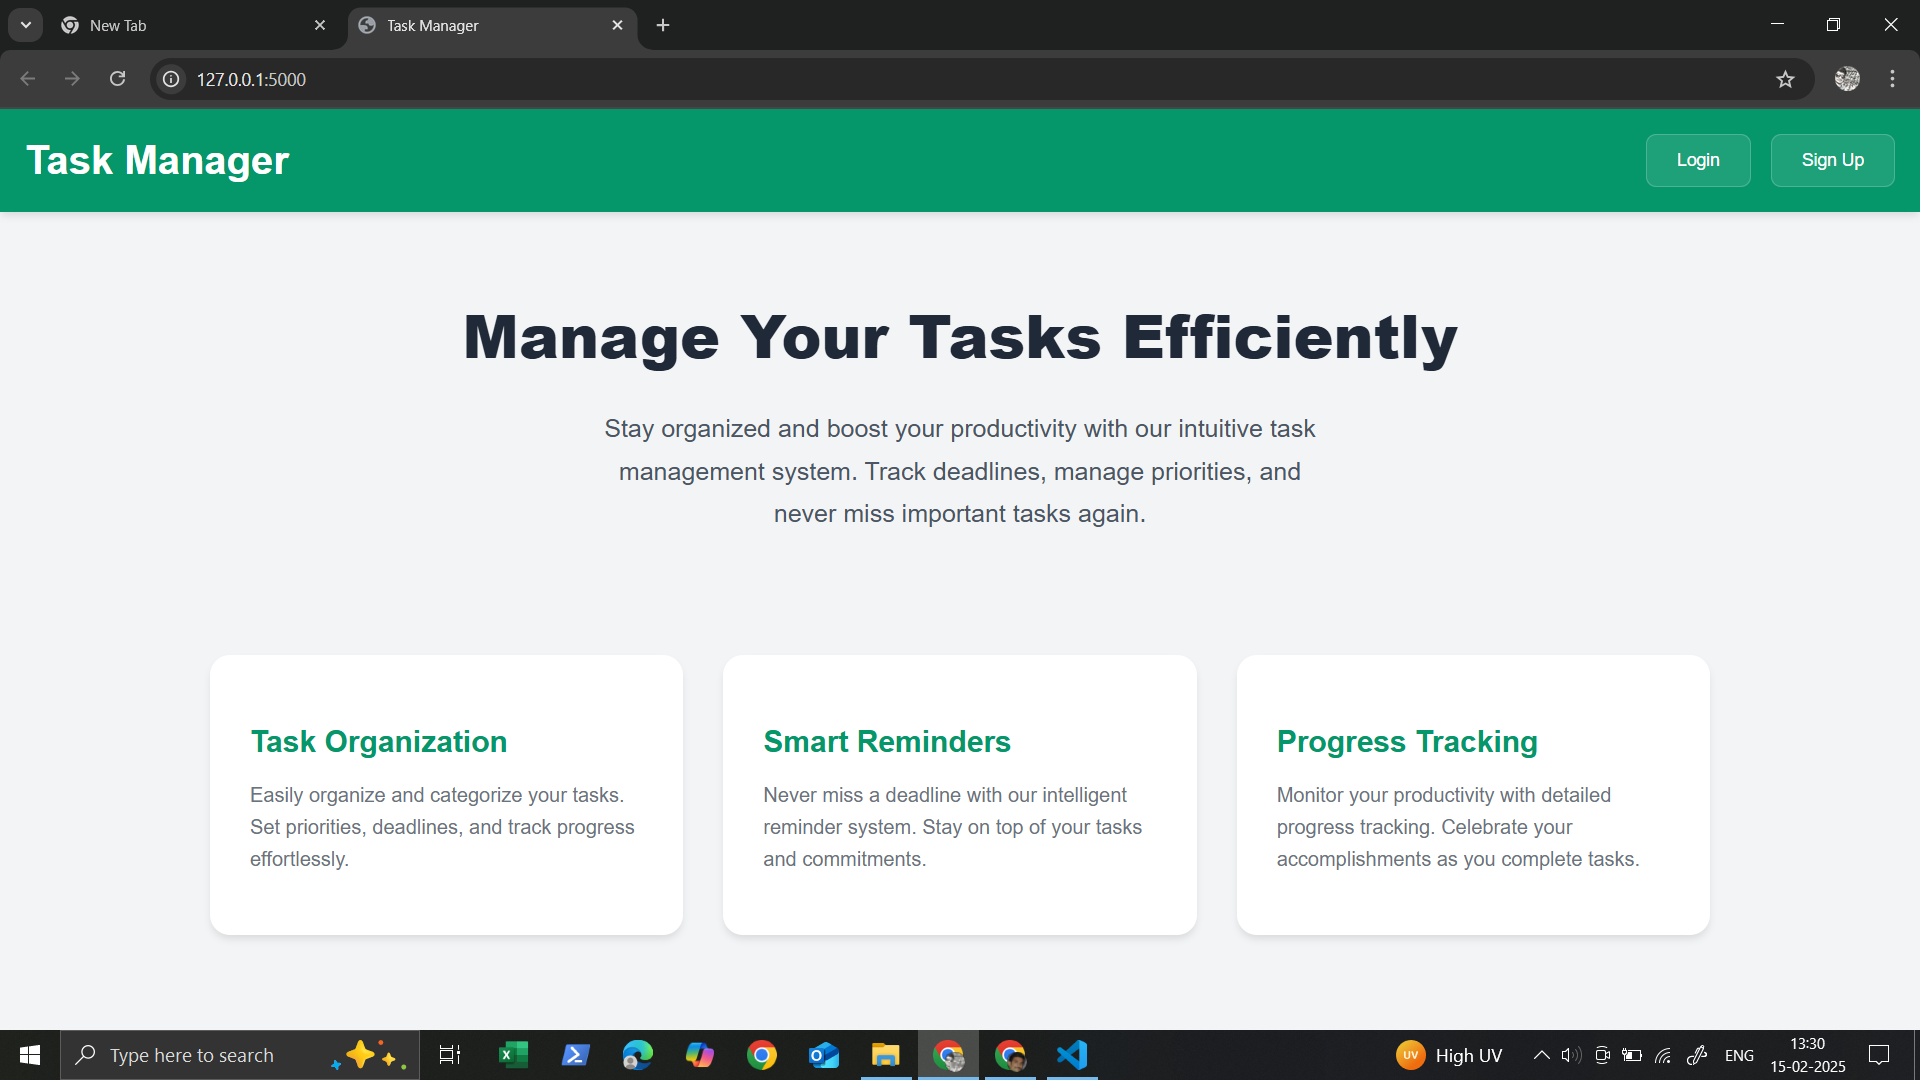 New Tab
Task Manager
127.0.0.1:5000
Task Manager
Login
Sign Up
Manage Your Tasks Efficiently
Stay organized and boost your productivity with our intuitive task
management system. Track deadlines, manage priorities, and
never miss important tasks again.
Task Organization
Easily organize and categorize your tasks.
Set priorities, deadlines, and track progress
effortlessly.
Smart Reminders
Never miss a deadline with our intelligent
reminder system. Stay on top of your tasks
and commitments.
Progress Tracking
Monitor your productivity with detailed
progress tracking. Celebrate your
accomplishments as you complete tasks.
Type here to search
UV
High UV
ENG
13:30
15-02-2025